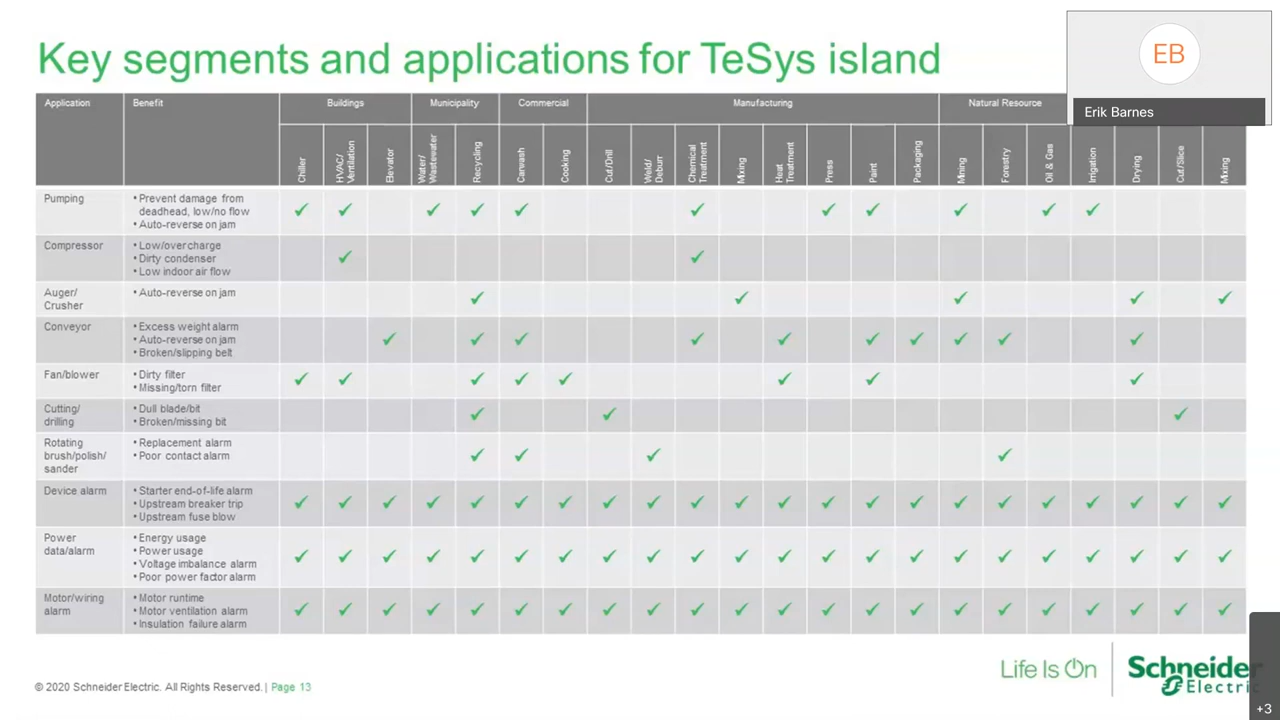 Key segments and applications for TeSys island
EB
Erik Barnes
Application
Benefit
Buildings
Municipality
Commercial
Manufacturing
Natural Resource
Chiller
HVAC/
Ventilation
Elevator
Water/
Wastewater
Recycling
Carwash
Cooking
Cut/Drill
Weld/
Deburr
Chemical
Treatment
Mixing
Heat
Treatment
Press
Paint
Packaging
Mining
Forestry
Oil & Gas
Irrigation
Drying
Cut/Slice
Mixing
Pumping
• Prevent damage from
deadhead, low/no flow
• Auto-reverse on jam
Compressor
• Low/over charge
• Dirty condenser
• Low indoor air flow
Auger/
Crusher
• Auto-reverse on jam
Conveyor
• Excess weight alarm
• Auto-reverse on jam
• Broken/slipping belt
Fan/blower
• Dirty filter
• Missing/torn filter
Cutting/
drilling
• Dull blade/bit
• Broken/missing bit
Rotating
brush/polish/
sander
• Replacement alarm
• Poor contact alarm
Device alarm
• Starter end-of-life alarm
• Upstream breaker trip
• Upstream fuse blow
Power
data/alarm
• Energy usage
• Power usage
• Voltage imbalance alarm
• Poor power factor alarm
Motor/wiring
alarm
• Motor runtime
• Motor ventilation alarm
• Insulation failure alarm
© 2020 Schneider Electric. All Rights Reserved. | Page 13
Life Is On
Schneider
Electric
+3